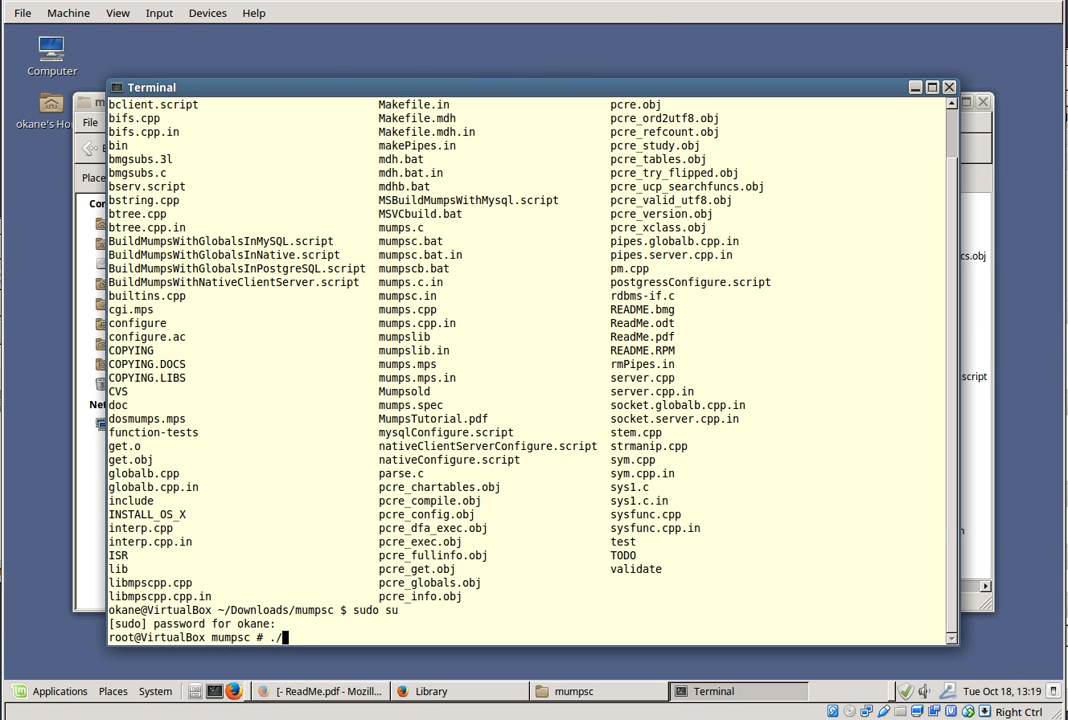 File Machine View Input Devices Help
Computer
Terminal
okane's Ho
File
Place
Co
Ne
cs.obj
script
bclient.script Makefile.in pcre.obj
bifs.cpp Makefile.mdh pcre_ord2utf8.obj
bifs.cpp.in Makefile.mdh.in pcre_refcount.obj
bin makePipes.in pcre_study.obj
bmgsubs.3l mdh.bat pcre_tables.obj
bmgsubs.c mdh.bat.in pcre_try_flipped.obj
bserv.script mdhb.bat pcre_ucp_searchfuncs.obj
bstring.cpp MSBuildMumpsWithMysql.script pcre_valid_utf8.obj
btree.cpp MSVCbuild.bat pcre_version.obj
btree.cpp.in mumps.c pcre_xclass.obj
BuildMumpsWithGlobalsInMySQL.script mumpsc.bat pipes.globalb.cpp.in
BuildMumpsWithGlobalsInNative.script mumpsc.bat.in pipes.server.cpp.in
BuildMumpsWithGlobalsInPostgreSQL.script mumpscb.bat pm.cpp
BuildMumpsWithNativeClientServer.script mumps.c.in postgressConfigure.script
builtins.cpp mumpsc.in rdbms-if.c
cgi.mps mumps.cpp README.bmg
configure mumps.cpp.in ReadMe.odt
configure.ac mumpslib ReadMe.pdf
COPYING mumpslib.in README.RPM
COPYING.DOCS mumps.mps rmPipes.in
COPYING.LIBS mumps.mps.in server.cpp
CVS Mumpsold server.cpp.in
doc mumps.spec socket.globalb.cpp.in
dosmumps.mps MumpsTutorial.pdf socket.server.cpp.in
function-tests mysqlConfigure.script stem.cpp
get.o nativeClientServerConfigure.script strmanip.cpp
get.obj nativeConfigure.script sym.cpp
globalb.cpp parse.c sym.cpp.in
globalb.cpp.in pcre_chartables.obj sys1.c
include pcre_compile.obj sys1.c.in
INSTALL_OS_X pcre_config.obj sysfunc.cpp
interp.cpp pcre_dfa_exec.obj sysfunc.cpp.in
interp.cpp.in pcre_exec.obj test
ISR pcre_fullinfo.obj TODO
lib pcre_get.obj validate
libmpscpp.cpp pcre_globals.obj
libmpscpp.cpp.in pcre_info.obj
okane@VirtualBox ~/Downloads/mumpsc $ sudo su
[sudo] password for okane:
root@VirtualBox mumpsc # ./
Applications Places System [- ReadMe.pdf - Mozill... Library mumpsc Terminal Tue Oct 18, 13:19
Right Ctrl